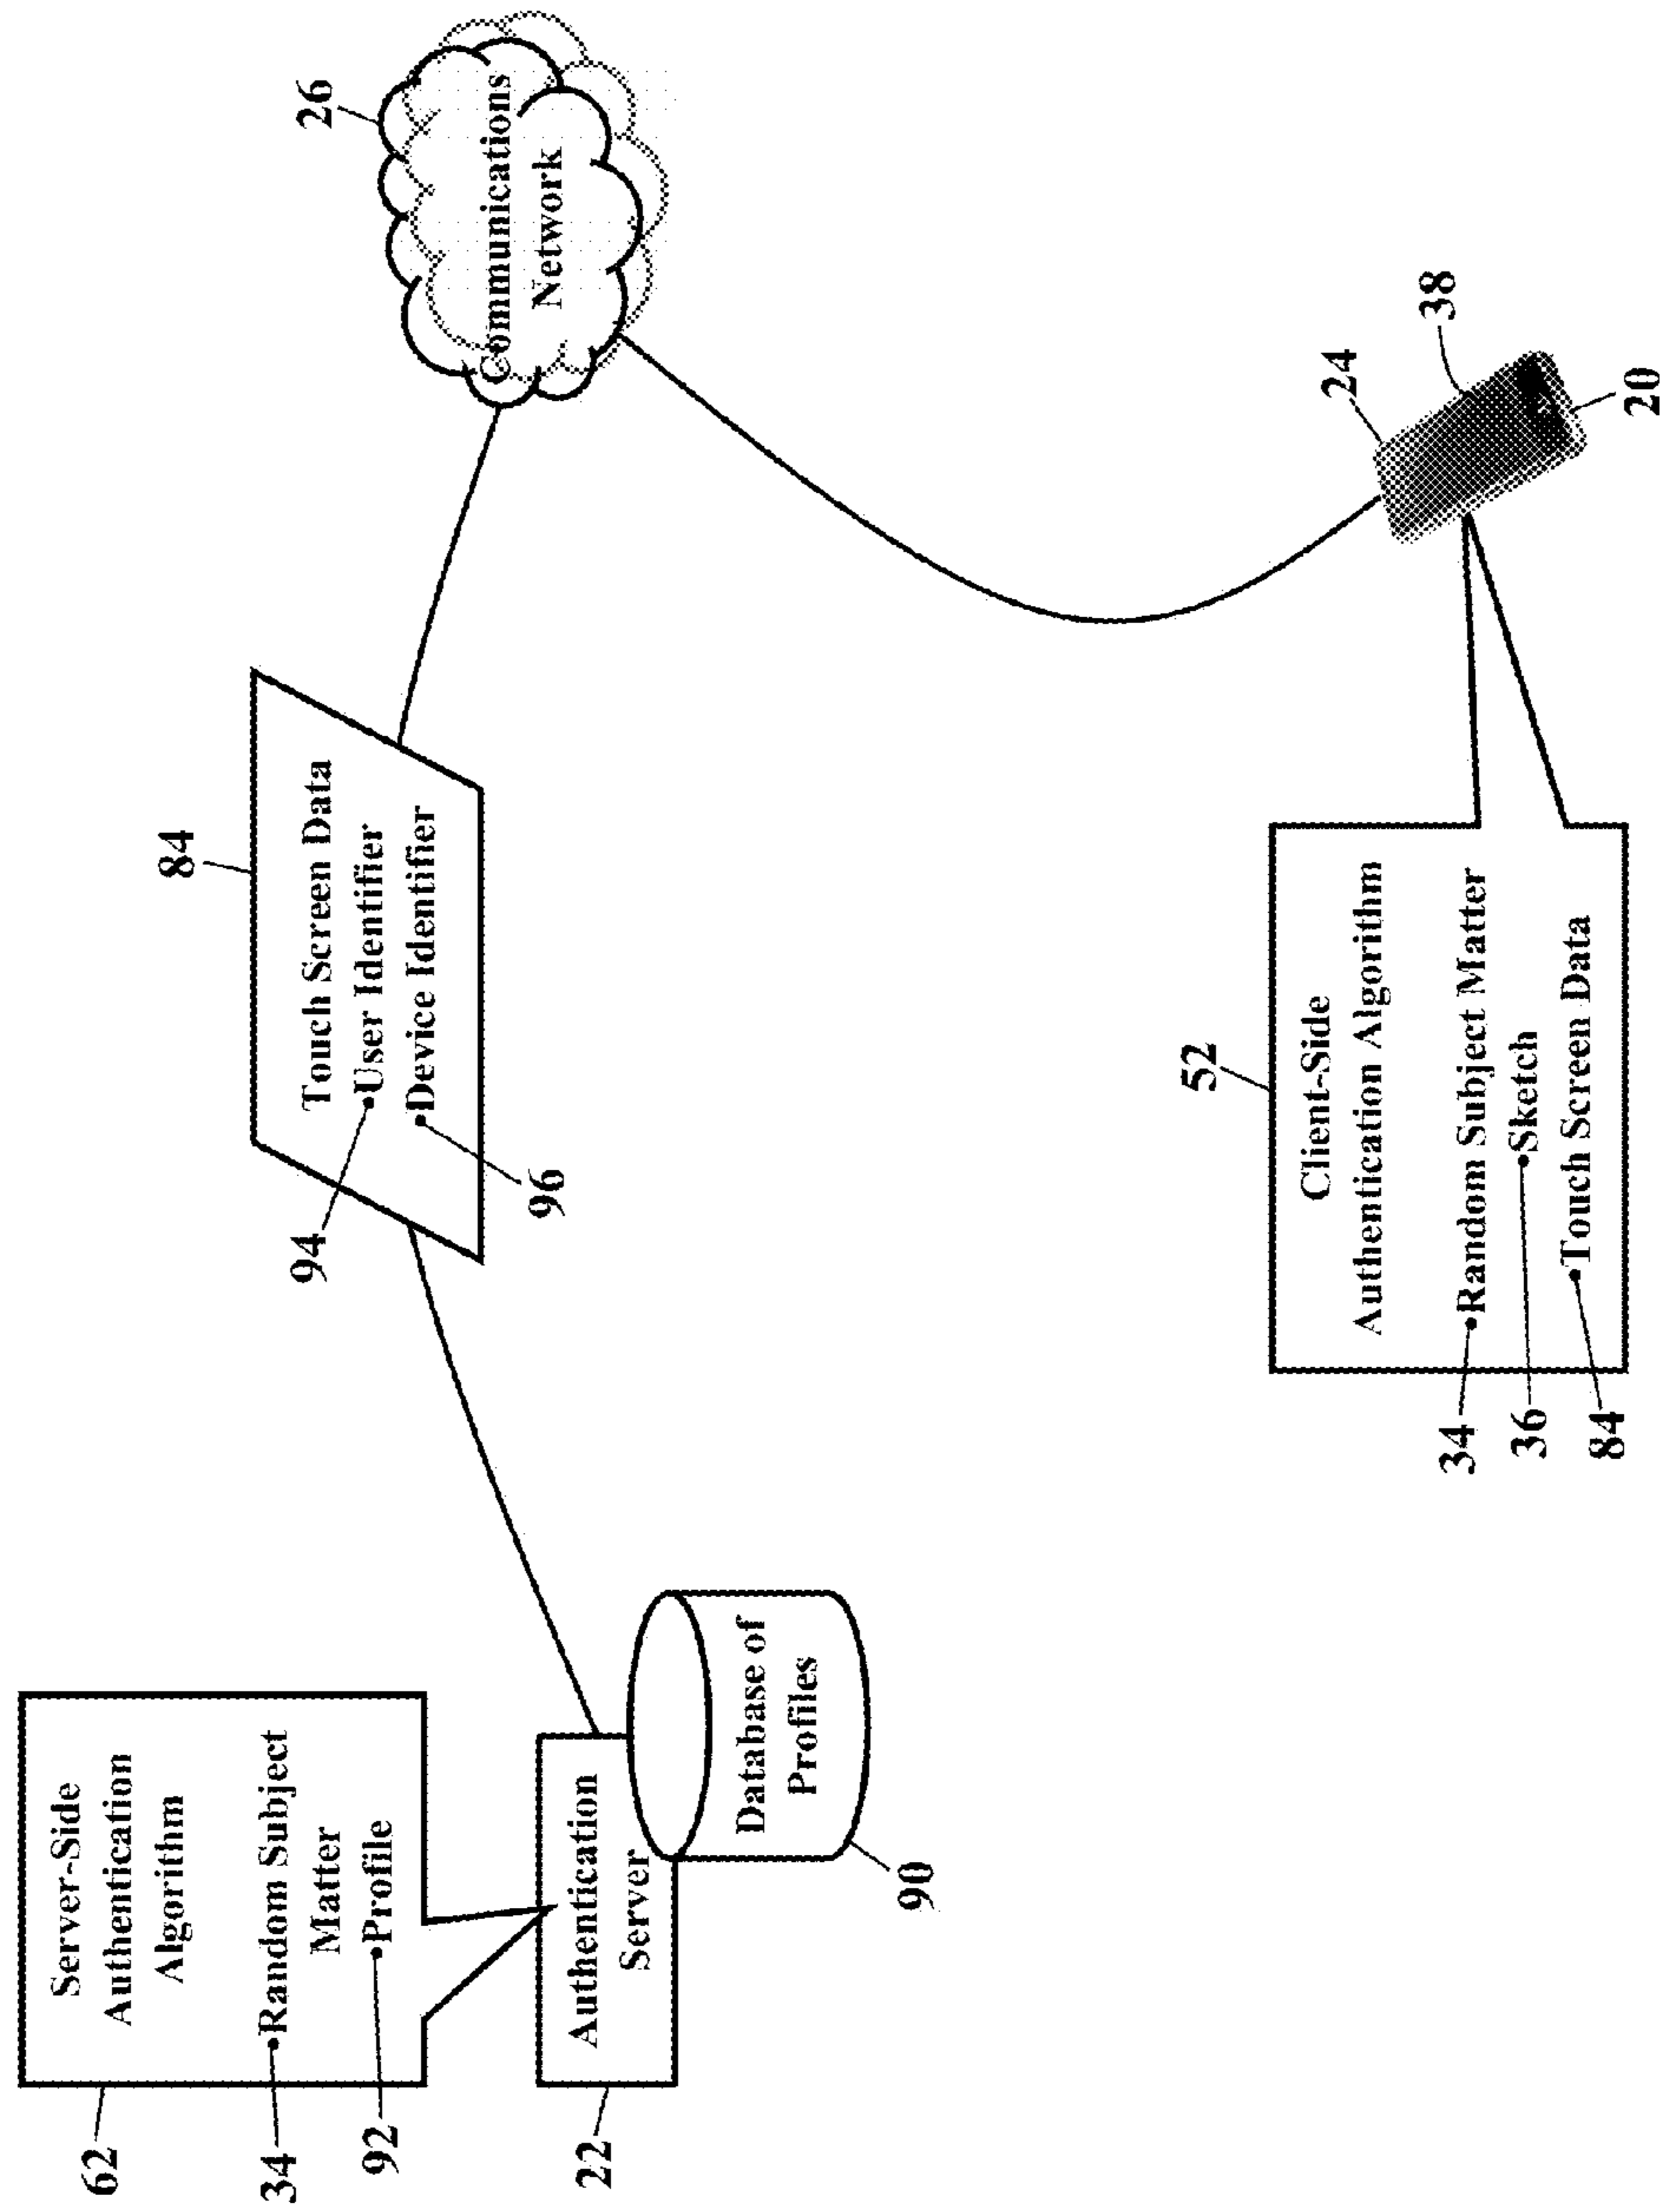 62
Server-Side
Authentication
Algorithm
34
•Random Subject
Matter
92
•Profile
22
Authentication
Server
Database of
Profiles
90
84
Touch Screen Data
94
•User Identifier
•Device Identifier
96
26
Communications
Network
52
Client-Side
Authentication Algorithm
34
•Random Subject Matter
36
•Sketch
84
•Touch Screen Data
24
38
20